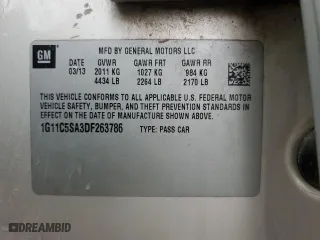 GM
MFD BY GENERAL MOTORS LLC
DATE GVWR GAWR FRT GAWR RR
03/13 2011 KG 1027 KG 984 KG
4434 LB 2264 LB 2170 LB
THIS VEHICLE CONFORMS TO ALL APPLICABLE U.S. FEDERAL MOTOR
VEHICLE SAFETY, BUMPER, AND THEFT PREVENTION STANDARDS
IN EFFECT ON THE DATE OF MANUFACTURE SHOWN ABOVE.
1G11C5SA3DF263786 TYPE: PASS CAR
AUTOBIDMASTER